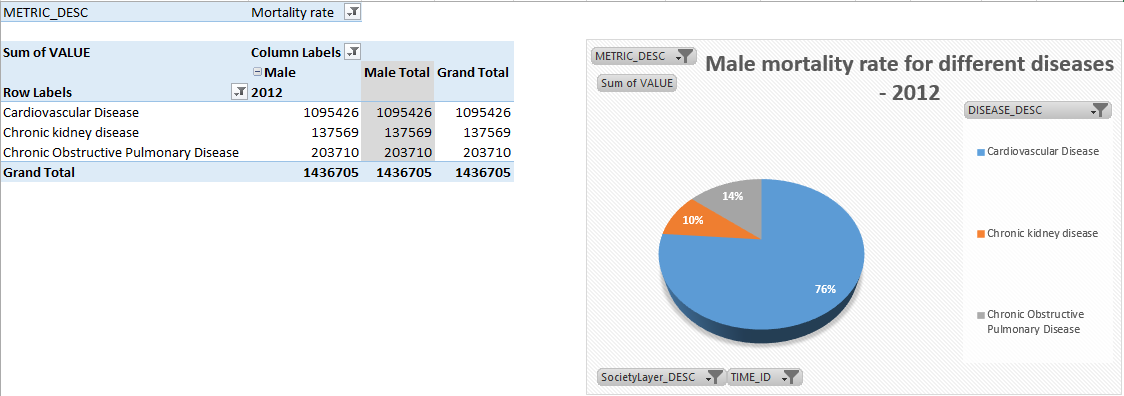 METRIC_DESC Mortality rate
Sum of VALUE Column Labels
Male Male Total Grand Total
Row Labels 2012
Cardiovascular Disease 1095426 1095426 1095426
Chronic kidney disease 137569 137569 137569
Chronic Obstructive Pulmonary Disease 203710 203710 203710
Grand Total 1436705 1436705 1436705
METRIC_DESC
Sum of VALUE
Male mortality rate for different diseases
- 2012
DISEASE_DESC
Cardiovascular Disease
Chronic kidney disease
Chronic Obstructive
Pulmonary Disease
14%
10%
76%
SocietyLayer_DESC TIME_ID